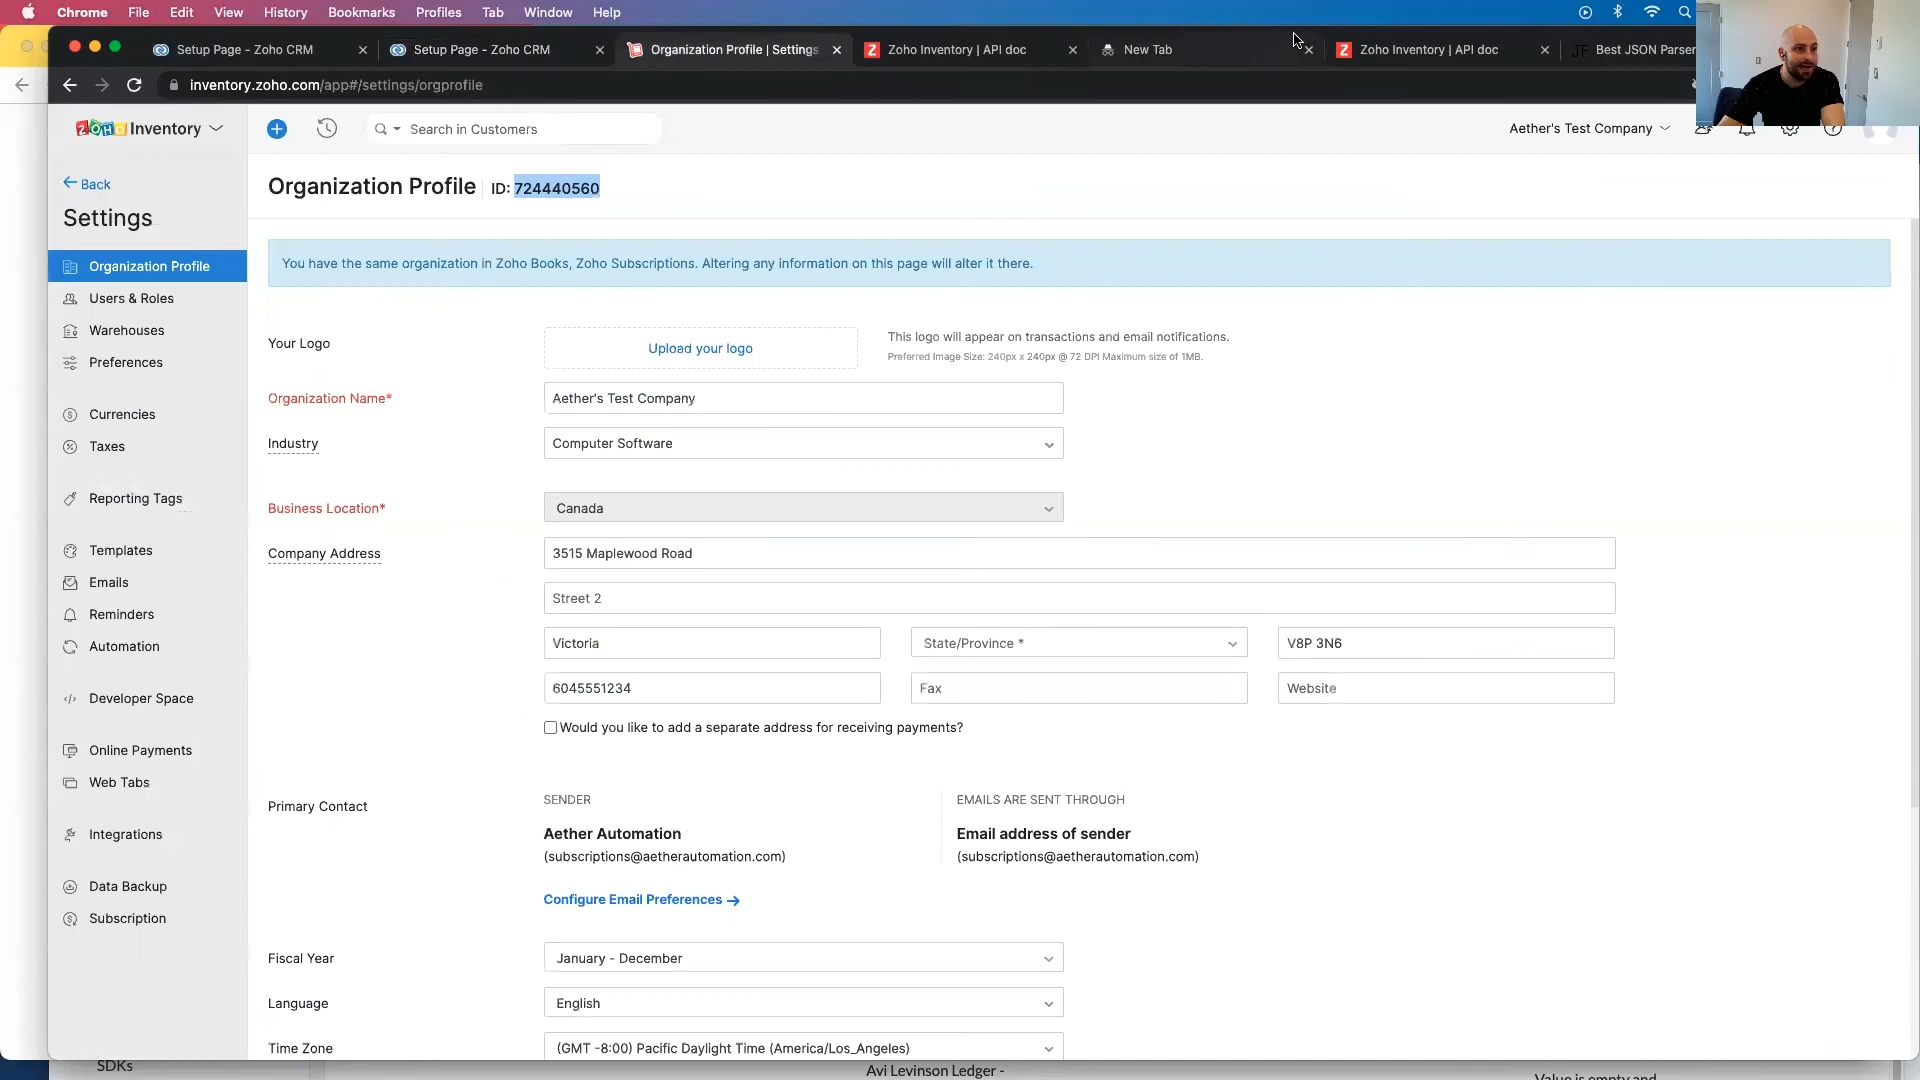 Chrome File Edit View History Bookmarks Profiles Tab Window Help
Setup Page - Zoho CRM
Setup Page - Zoho CRM
Organization Profile | Settings
Zoho Inventory | API doc
New Tab
Zoho Inventory | API doc
JF Best JSON Parser
inventory.zoho.com/app#/settings/orgprofile
ZOHO Inventory
Search in Customers
Aether's Test Company
Back
Settings
Organization Profile ID: 724440560
Organization Profile
Users & Roles
Warehouses
Preferences
Currencies
Taxes
Reporting Tags
Templates
Emails
Reminders
Automation
Developer Space
Online Payments
Web Tabs
Integrations
Data Backup
Subscription
You have the same organization in Zoho Books, Zoho Subscriptions. Altering any information on this page will alter it there.
Your Logo
Upload your logo
This logo will appear on transactions and email notifications.
Preferred Image Size: 240px x 240px @ 72 DPI Maximum size of 1MB.
Organization Name*
Aether's Test Company
Industry
Computer Software
Business Location*
Canada
Company Address
3515 Maplewood Road
Street 2
Victoria
State/Province *
V8P 3N6
6045551234
Fax
Website
Would you like to add a separate address for receiving payments?
Primary Contact
SENDER
Aether Automation
(subscriptions@aetherautomation.com)
EMAILS ARE SENT THROUGH
Email address of sender
(subscriptions@aetherautomation.com)
Configure Email Preferences
Fiscal Year
January - December
Language
English
Time Zone
(GMT -8:00) Pacific Daylight Time (America/Los_Angeles)
SDKs
Avi Levinson Ledger -
Value is empty and